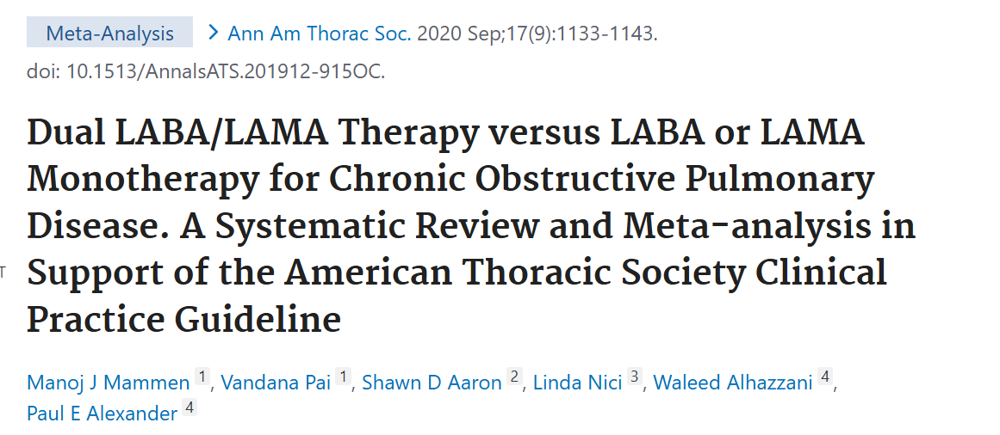 Meta-Analysis > Ann Am Thorac Soc. 2020 Sep;17(9):1133-1143.
doi: 10.1513/AnnalsATS.201912-915OC.
Dual LABA/LAMA Therapy versus LABA or LAMA
Monotherapy for Chronic Obstructive Pulmonary
Disease. A Systematic Review and Meta-analysis in
T
Support of the American Thoracic Society Clinical
Practice Guideline
Manoj J Mammen 1, Vandana Pai 1, Shawn D Aaron 2, Linda Nici 3, Waleed Alhazzani 4,
Paul E Alexander 4